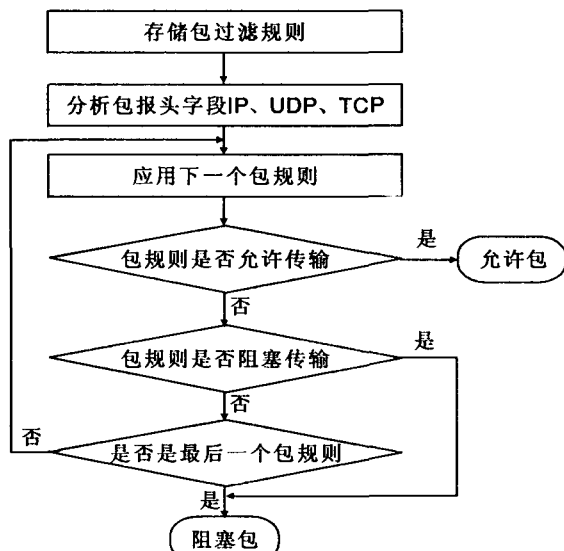 存储包过滤规则
分析包报头字段IP、UDP、TCP
应用下一个包规则
包规则是否允许传输
是
允许包
否
包规则是否阻塞传输
是
否
否
是否是最后一个包规则
是
阻塞包